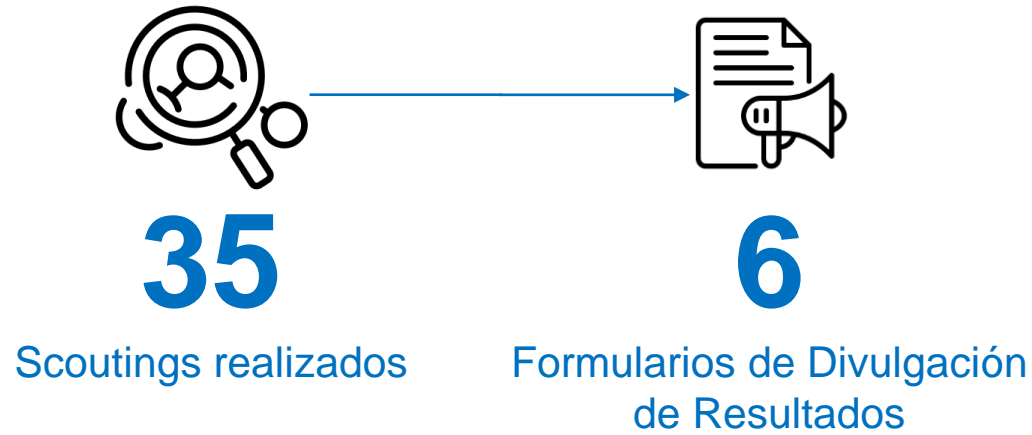 35
Scoutings realizados
6
Formularios de Divulgación
de Resultados